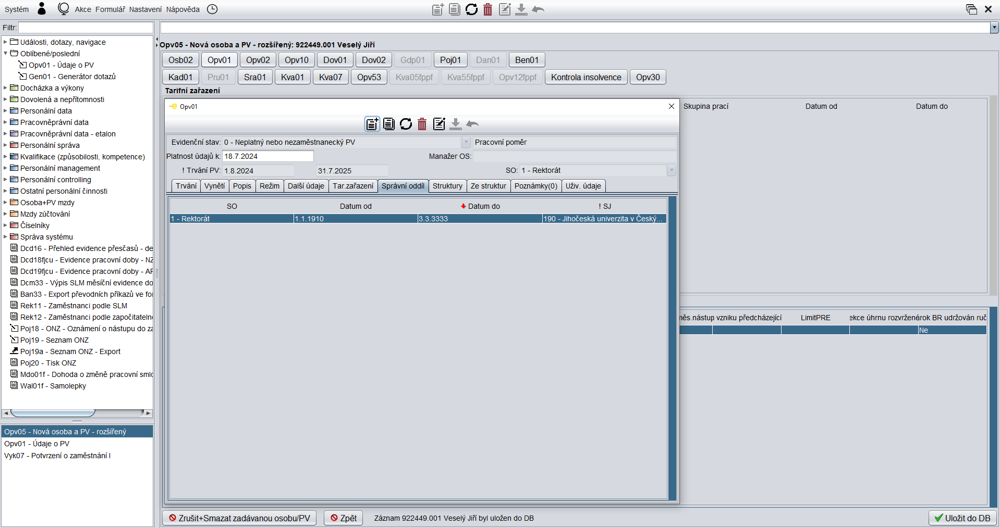 Systém Akce Formulář Nastavení Nápověda
Filtr:
Události, dotazy, navigace
Oblíbené/poslední
Opv01 - Údaje o PV
Gen01 - Generátor dotazů
Docházka a výkony
Dovolená a nepřítomnosti
Personální data
Pracovněprávní data
Pracovněprávní data - etalon
Personální správa
Kvalifikace (způsobilosti, kompetence)
Personální management
Personální controlling
Ostatní personální činnosti
Osoba+PV mzdy
Mzdy zúčtování
Číselníky
Správa systému
Dcd16 - Přehled evidence přesčasů - de
Dcd18fjcu - Evidence pracovní doby - NZ
Dcd19fjcu - Evidence pracovní doby - AF
Dcm33 - Výpis SLM měsíční evidence do
Ban33 - Export převodních příkazů ve for
Rek11 - Zaměstnanci podle SLM
Rek12 - Zaměstnanci podle započitatelné
Poj18 - ONZ - Oznámení o nástupu do za
Poj19 - Seznam ONZ
Poj19a - Seznam ONZ - Export
Poj20 - Tisk ONZ
Mdo01f - Dohoda o změně pracovní smlo
Wal01f - Samolepky
Opv05 - Nová osoba a PV - rozšířený
Opv01 - Údaje o PV
Vyk07 - Potvrzení o zaměstnání I
Opv05 - Nová osoba a PV - rozšířený: 922449.001 Veselý Jiří
Osb02 Opv01 Opv02 Opv10 Dov01 Dov02 Gdp01 Poj01 Dan01 Ben01
Kad01 Pru01 Sra01 Kva01 Kva07 Opv53 Kva05fppf Kva55fppf Opv12fppf Kontrola insolvence Opv30
Tarifní zařazení
Skupina prací Datum od Datum do
Opv01
Evidenční stav: 0 - Neplatný nebo nezaměstnanecký PV Pracovní poměr
Platnost údajů k: 18.7.2024 Manažer OS:
! Trvání PV: 1.8.2024 31.7.2025 SO: 1 - Rektorát
Trvání Vynětí Popis Režim Další údaje Tar.zařazení Správní oddíl Struktury Ze struktur Poznámky(0) Uživ. údaje
SO Datum od Datum do ! SJ
1 - Rektorát 1.1.1910 3.3.3333 190 - Jihočeská univerzita v Český...
něs.nástup vzniku předcházející LimitPRE ekce úhrnu rozvržené rok BR udržován ruč
Ne
Zrušit+Smazat zadávanou osobu/PV Zpět Záznam 922449.001 Veselý Jiří byl uložen do DB Uložit do DB